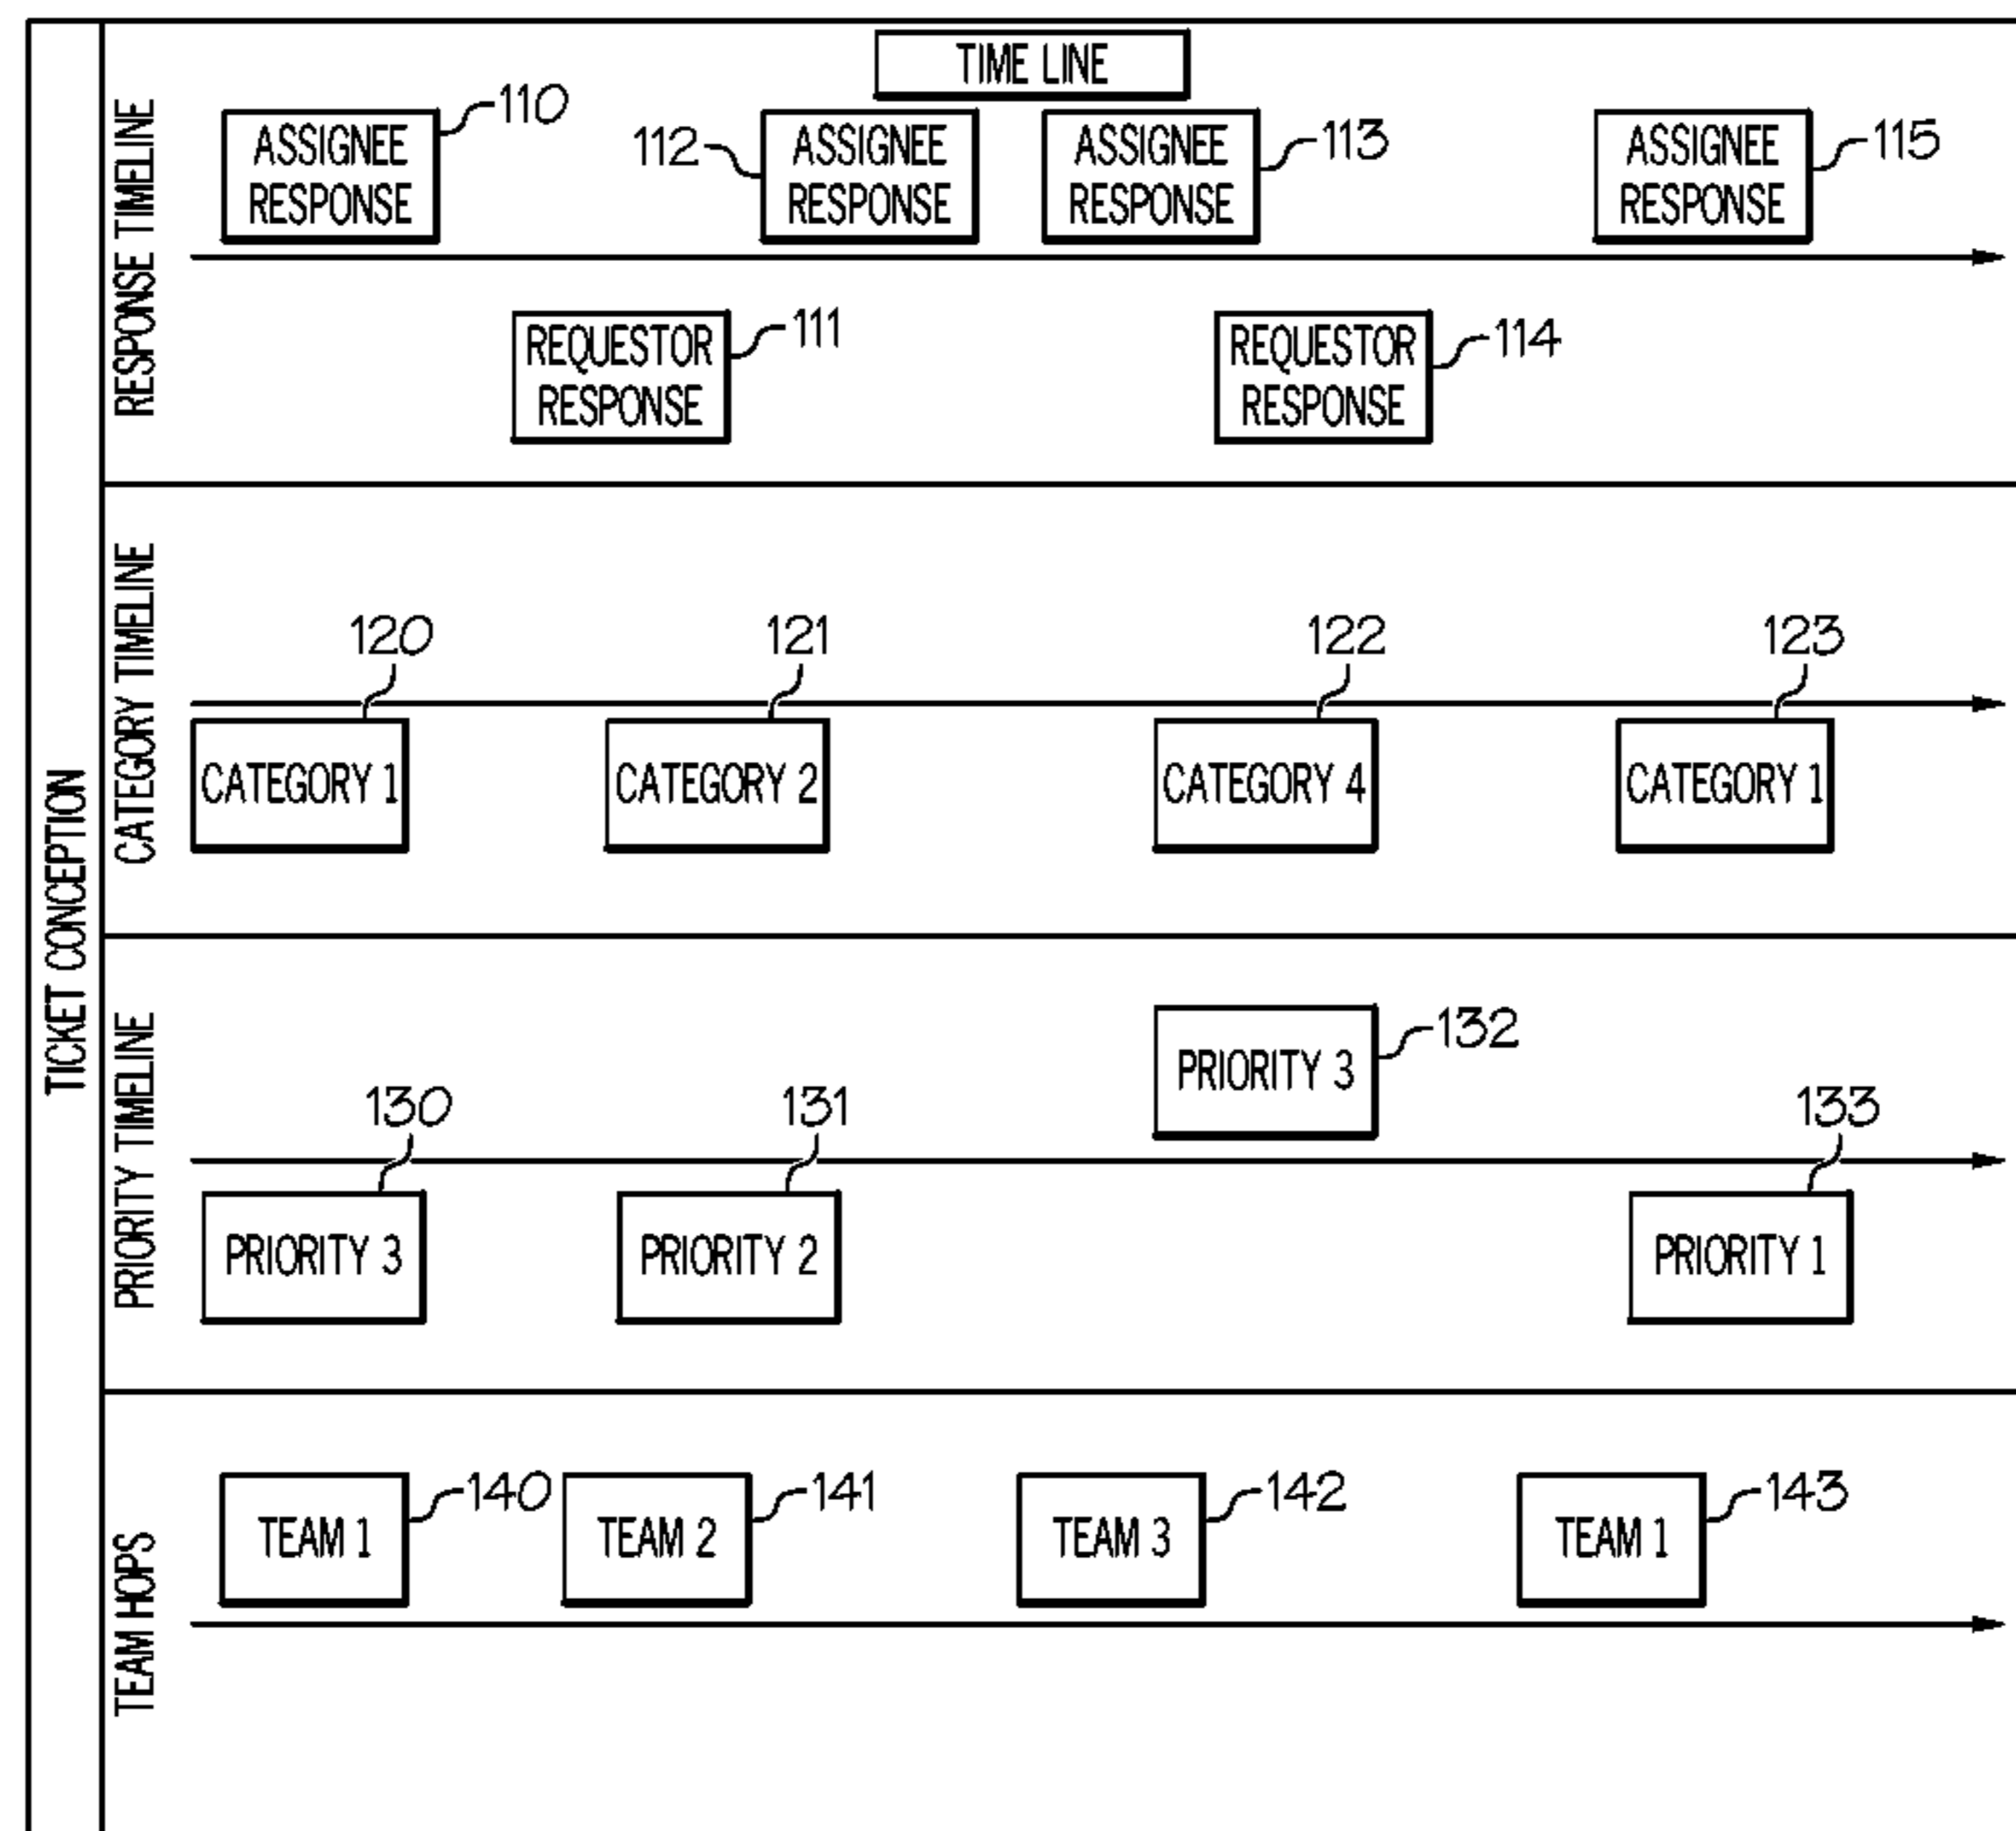 TICKET CONCEPTION
RESPONSE TIMELINE
TIME LINE
ASSIGNEE
RESPONSE
110
112
ASSIGNEE
RESPONSE
ASSIGNEE
RESPONSE
113
ASSIGNEE
RESPONSE
115
REQUESTOR
RESPONSE
111
REQUESTOR
RESPONSE
114
CATEGORY TIMELINE
120
121
122
123
CATEGORY 1
CATEGORY 2
CATEGORY 4
CATEGORY 1
PRIORITY TIMELINE
PRIORITY 3
132
130
131
133
PRIORITY 3
PRIORITY 2
PRIORITY 1
TEAM HOPS
TEAM 1
140
TEAM 2
141
TEAM 3
142
TEAM 1
143